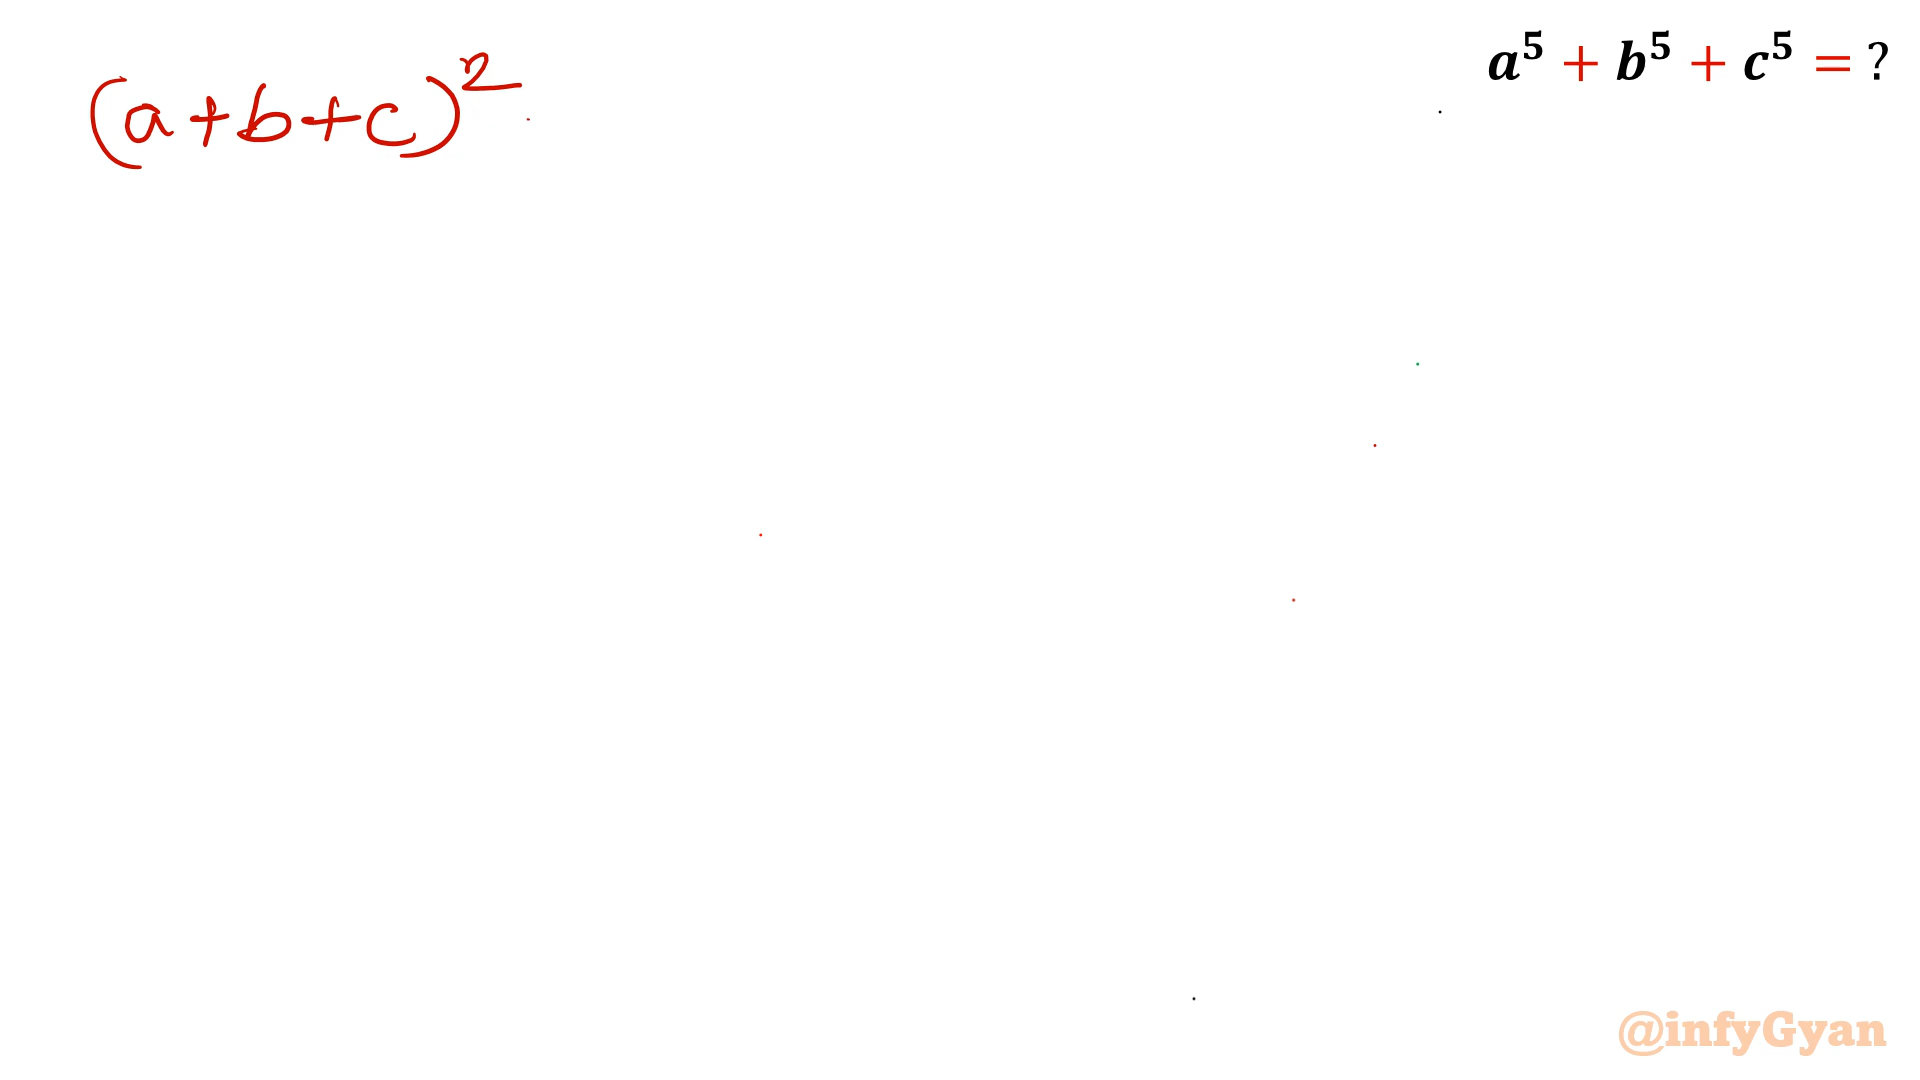 (a+b+c)²
a⁵ + b⁵ + c⁵ = ?
@infyGyan